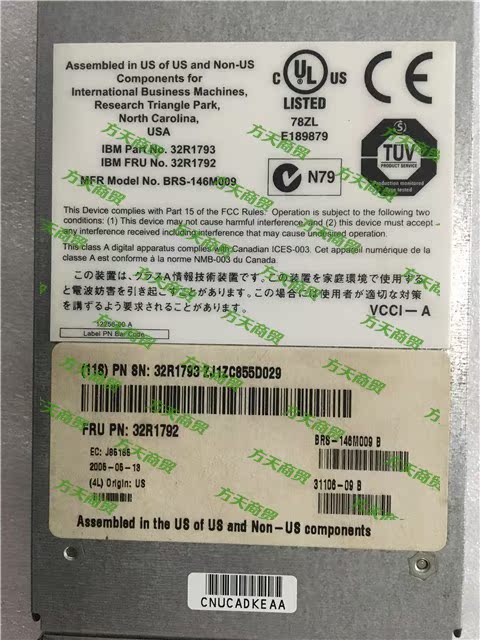 Assembled in US of US and Non-US
Components for
International Business Machines,
Research Triangle Park,
North Carolina,
USA
IBM Part No. 32R1793
IBM FRU No. 32R1792
MFR Model No. BRS-146M009
C UL US
LISTED
78ZL
E189879
CE
N79
S
TÜV
PRODUCT SERVICE
Production monitored
This Device complies with Part 15 of the FCC Rules. Operation is subject to the following two
conditions: (1) This device may not cause harmful interference, and (2) this device must accept
any interference received including interference that may cause undesired operation.
This class A digital apparatus complies with Canadian ICES-003. Cet appareil numérique de la
classe A est conforme à la norme NMB-003 du Canada.
この装置は、クラスA情報技術装置です。この装置を家庭環境で使用すると
電波妨害を引き起こすことがあります。この場合には使用者が適切な対策
を講ずるよう要求されることがあります。
VCCI-A
Label PN Bar Code
(11S) PN SN: 32R1793 ZJ1ZC855D029
FRU PN: 32R1792
BRS-146M009 B
EC: J85185
2005-05-13
(4L) Origin: US
31106-09 B
Assembled in the US of US and Non-US components
CNUCADKEAA
方天商贸